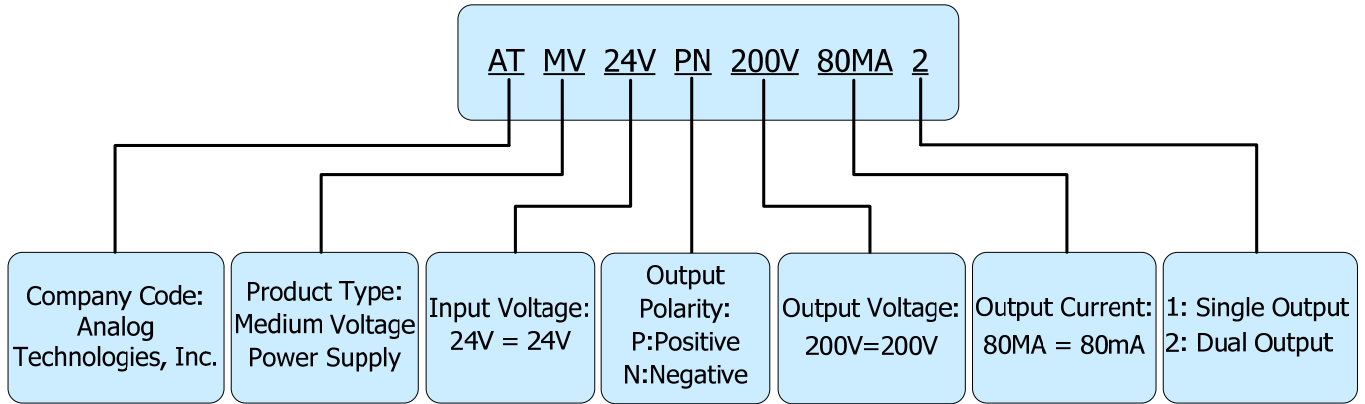 AT MV 24V PN 200V 80MA 2
Company Code:
Analog
Technologies, Inc.
Product Type:
Medium Voltage
Power Supply
Input Voltage:
24V = 24V
Output
Polarity:
P:Positive
N:Negative
Output Voltage:
200V=200V
Output Current:
80MA = 80mA
1: Single Output
2: Dual Output